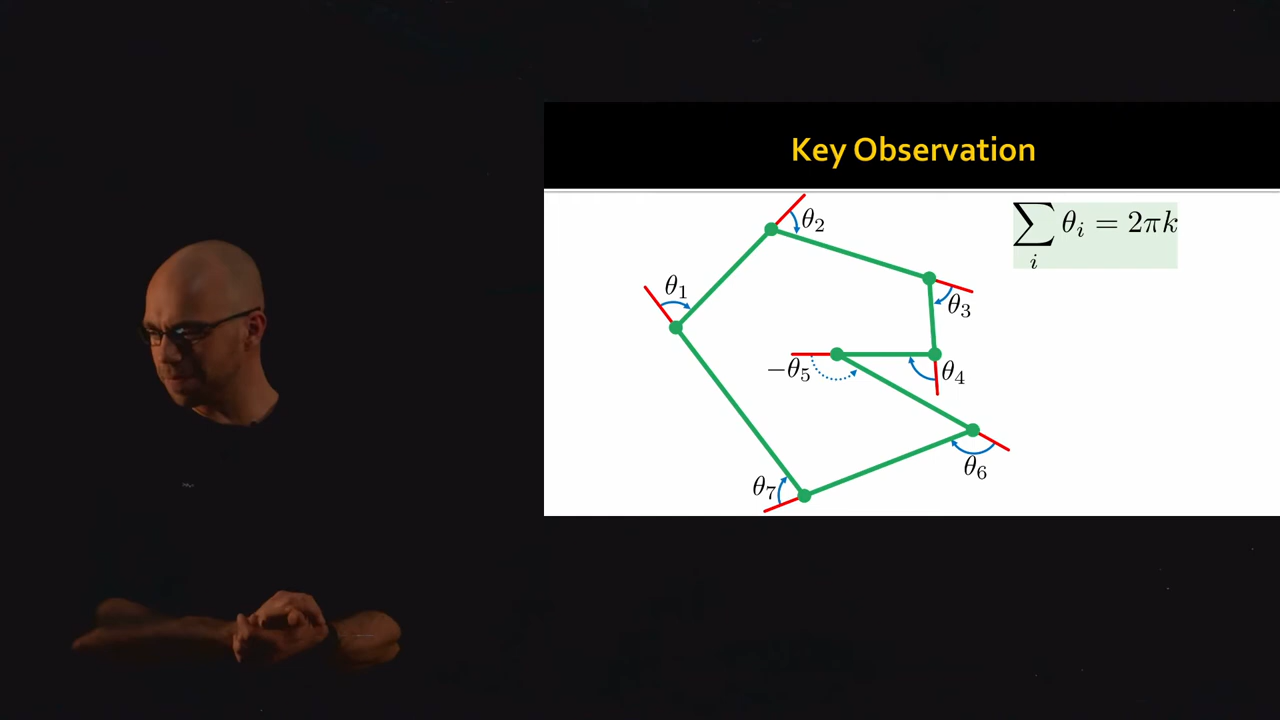 Key Observation
∑_i θ_i = 2πk
θ_2
θ_1
θ_3
−θ_5
θ_4
θ_6
θ_7